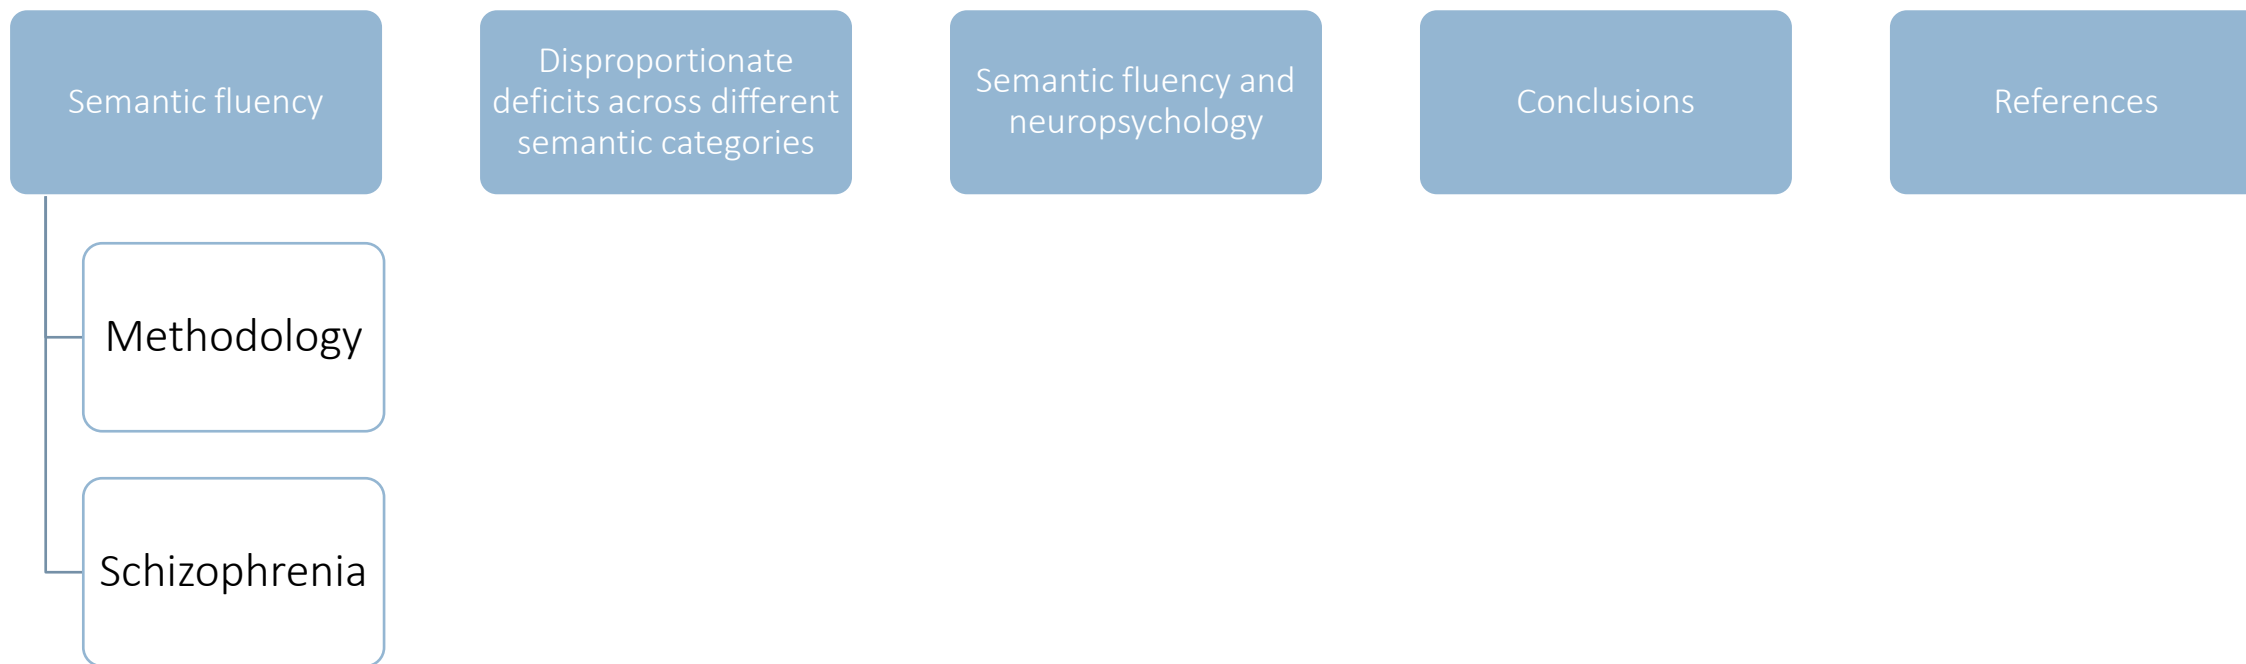 Semantic fluency
Disproportionate
deficits across different
semantic categories
Semantic fluency and
neuropsychology
Conclusions
References
Methodology
Schizophrenia